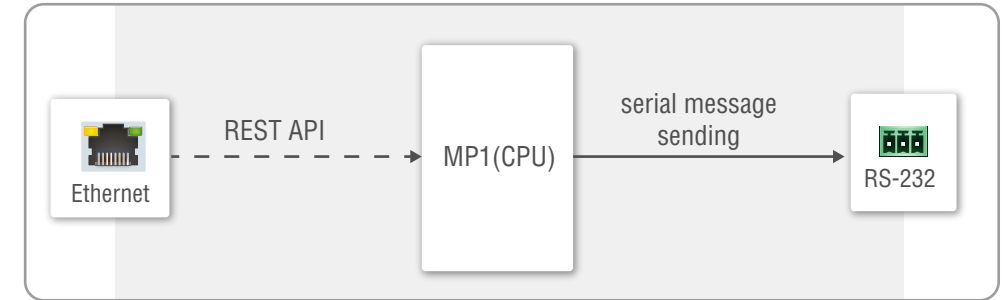 Ethernet
REST API
MP1(CPU)
serial message
sending
RS-232